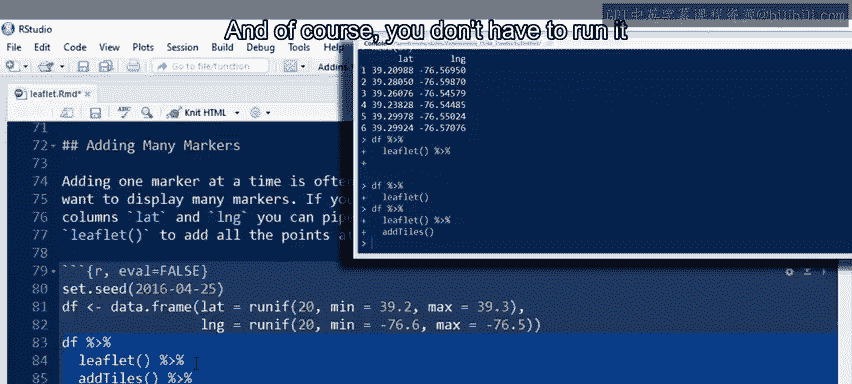 And of course, you don't have to run it
RStudio
File Edit Code View Plots Session Build Debug Tools Help
Go to file/function
Addins
leaflet.Rmd*
ABC
Knit HTML
71
72 ## Adding Many Markers
73
74 Adding one marker at a time is ofte
75 want to display many markers. If yo
76 columns `lat` and `lng` you can pip
77 `leaflet()` to add all the points a
78
79 ```{r, eval=FALSE}
80 set.seed(2016-04-25)
81 df <- data.frame(lat = runif(20, min = 39.2, max = 39.3),
82 lng = runif(20, min = -76.6, max = -76.5))
83 df %>%
84 leaflet() %>%
85 addTiles() %>%
lat lng
1 39.20988 -76.56950
2 39.28050 -76.59870
3 39.26076 -76.54579
4 39.23828 -76.54485
5 39.29978 -76.55024
6 39.29924 -76.57076
> df %>%
+ leaflet() %>%
+
> df %>%
+ leaflet()
> df %>%
+ leaflet() %>%
+ addTiles()
>